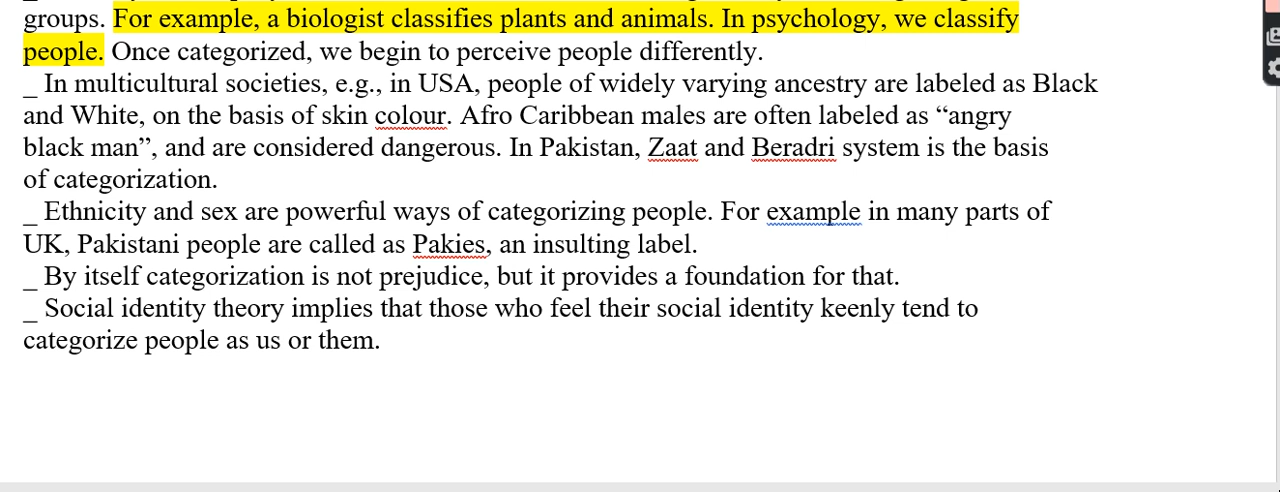 groups. For example, a biologist classifies plants and animals. In psychology, we classify
people. Once categorized, we begin to perceive people differently.
_ In multicultural societies, e.g., in USA, people of widely varying ancestry are labeled as Black
and White, on the basis of skin colour. Afro Caribbean males are often labeled as “angry
black man”, and are considered dangerous. In Pakistan, Zaat and Beradri system is the basis
of categorization.
_ Ethnicity and sex are powerful ways of categorizing people. For example in many parts of
UK, Pakistani people are called as Pakies, an insulting label.
_ By itself categorization is not prejudice, but it provides a foundation for that.
_ Social identity theory implies that those who feel their social identity keenly tend to
categorize people as us or them.